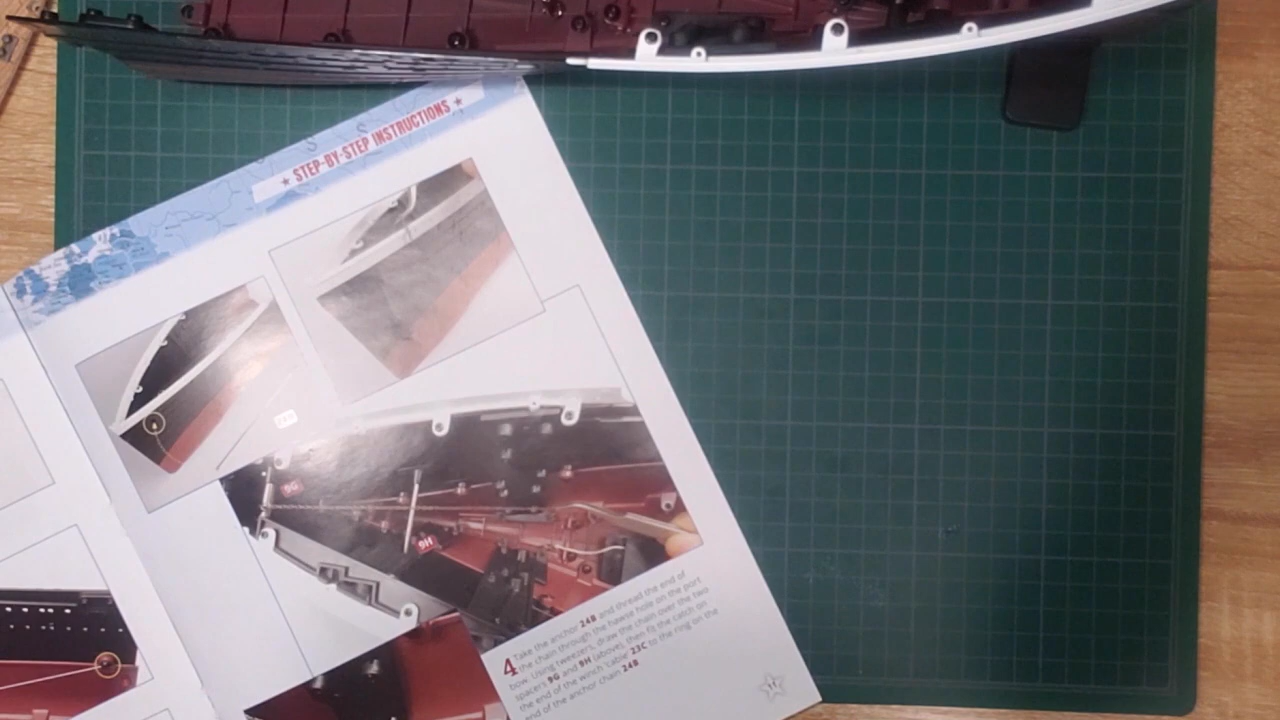 ★ STEP-BY-STEP INSTRUCTIONS ★
9G
9H
4 Take the anchor 24B and thread the end of
the chain through the hawse hole on the port
bow. Using tweezers, draw the chain over the two
spacers 9G and 9H (above), then fit the catch on
the end of the winch 'cable' 23C to the ring on the
end of the anchor chain 24B